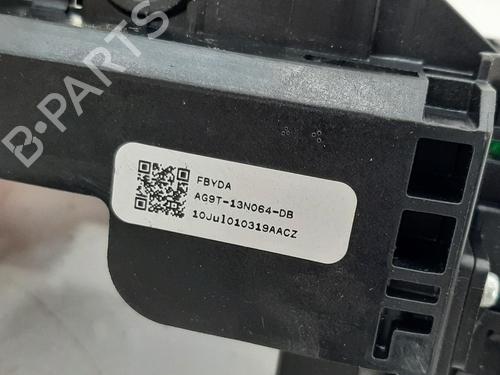 B-PARTS
FBYDA
AG9T-13N064-DB
10Jul010319AACZ